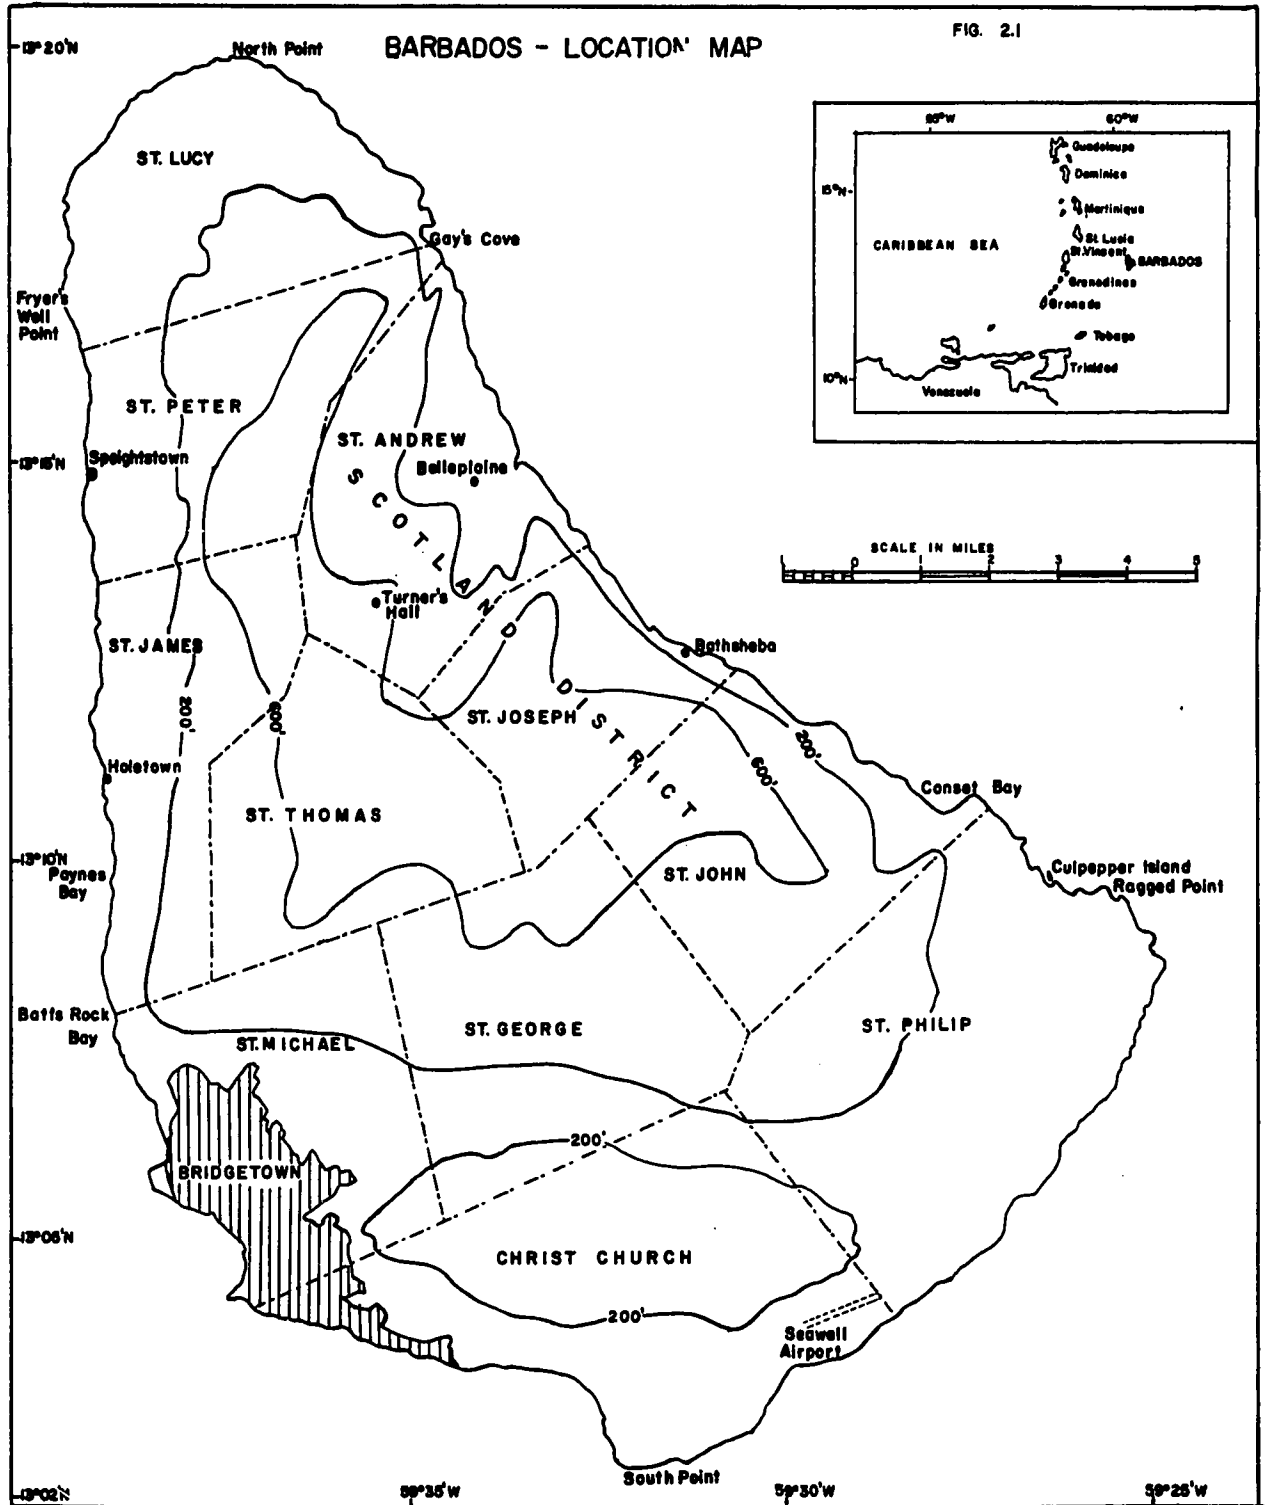 FIG. 2.1
BARBADOS - LOCATION MAP
13°20'N
North Point
65°W
60°W
Guadeloupe
Dominica
15°N
Martinique
St. Lucia
CARIBBEAN SEA
St. Vincent
BARBADOS
Grenadines
Grenada
Tobago
Trinidad
10°N
Venezuela
ST. LUCY
Gay's Cove
Fryer's
Well
Point
ST. PETER
ST. ANDREW
13°15'N
Speightstown
Belleplaine
SCOTLAND DISTRICT
SCALE IN MILES
0 1 2 3 4 5
Turner's
Hall
ST. JAMES
Bathsheba
200'
600'
ST. JOSEPH
200'
600'
Holetown
Conset Bay
ST. THOMAS
13°10'N
Paynes
Bay
ST. JOHN
Culpepper Island
Ragged Point
Batts Rock
Bay
ST. MICHAEL
ST. GEORGE
ST. PHILIP
200'
BRIDGETOWN
13°05'N
CHRIST CHURCH
200'
Seawell
Airport
South Point
13°02'N
59°35'W
59°30'W
59°25'W